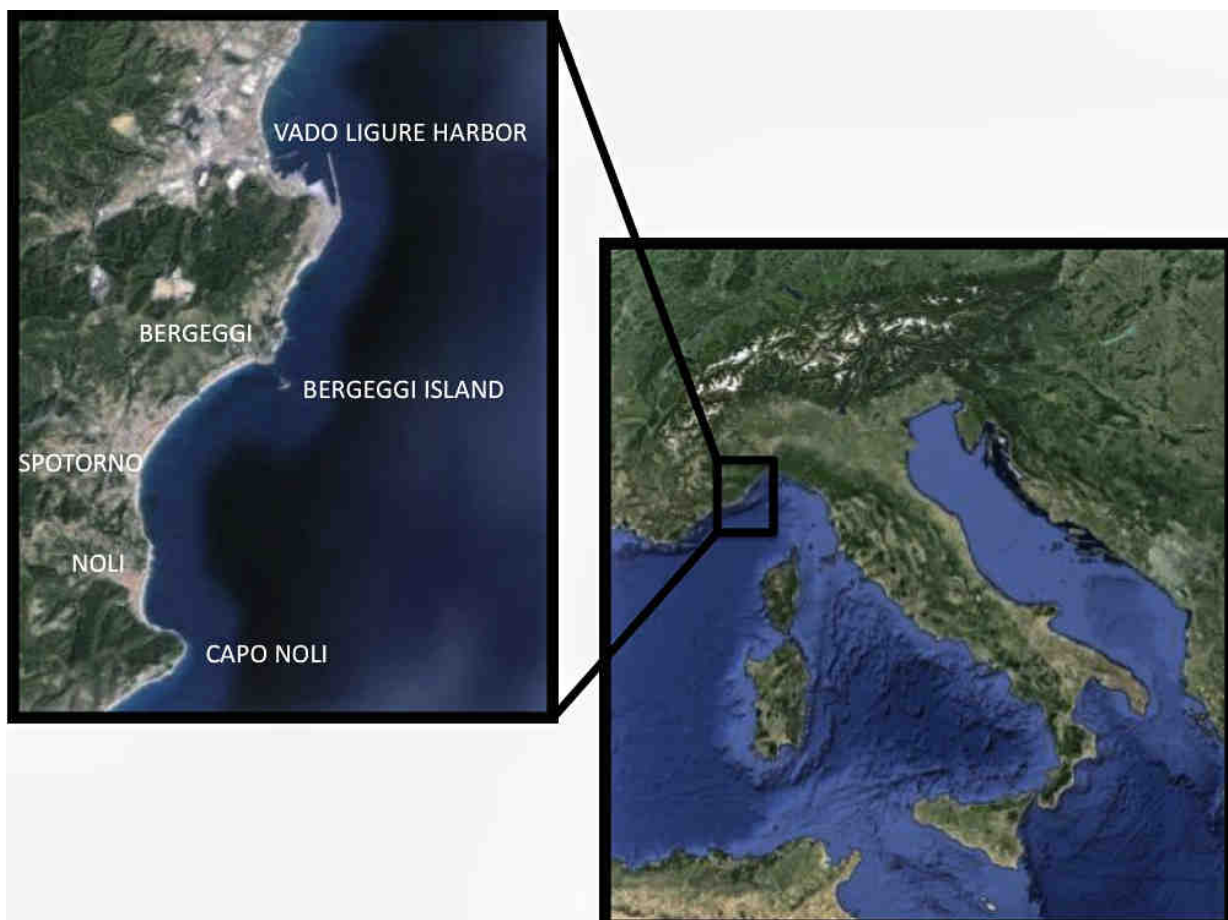 VADO LIGURE HARBOR
BERGEGGI
BERGEGGI ISLAND
SPOTORNO
NOLI
CAPO NOLI